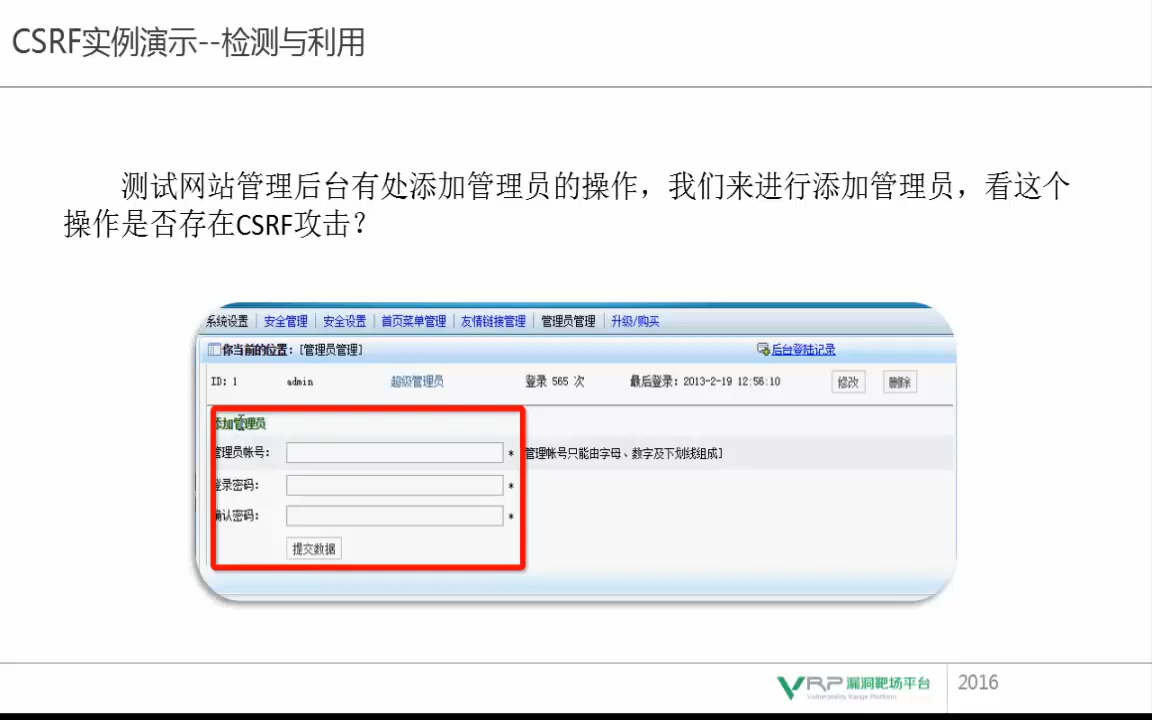 CSRF实例演示--检测与利用
测试网站管理后台有处添加管理员的操作，我们来进行添加管理员，看这个
操作是否存在CSRF攻击？
系统设置 安全管理 安全设置 首页菜单管理 友情链接管理 管理员管理 升级/购买
你当前的位置：[管理员管理] 后台登陆记录
ID: 1 admin 超级管理员 登录 565 次 最后登录：2013-2-19 12:56:10 修改 删除
添加管理员
管理员帐号： * 管理帐号只能由字母、数字及下划线组成]
登录密码： *
确认密码： *
提交数据
VRP 漏洞靶场平台 2016
Vulnerability Range Platform